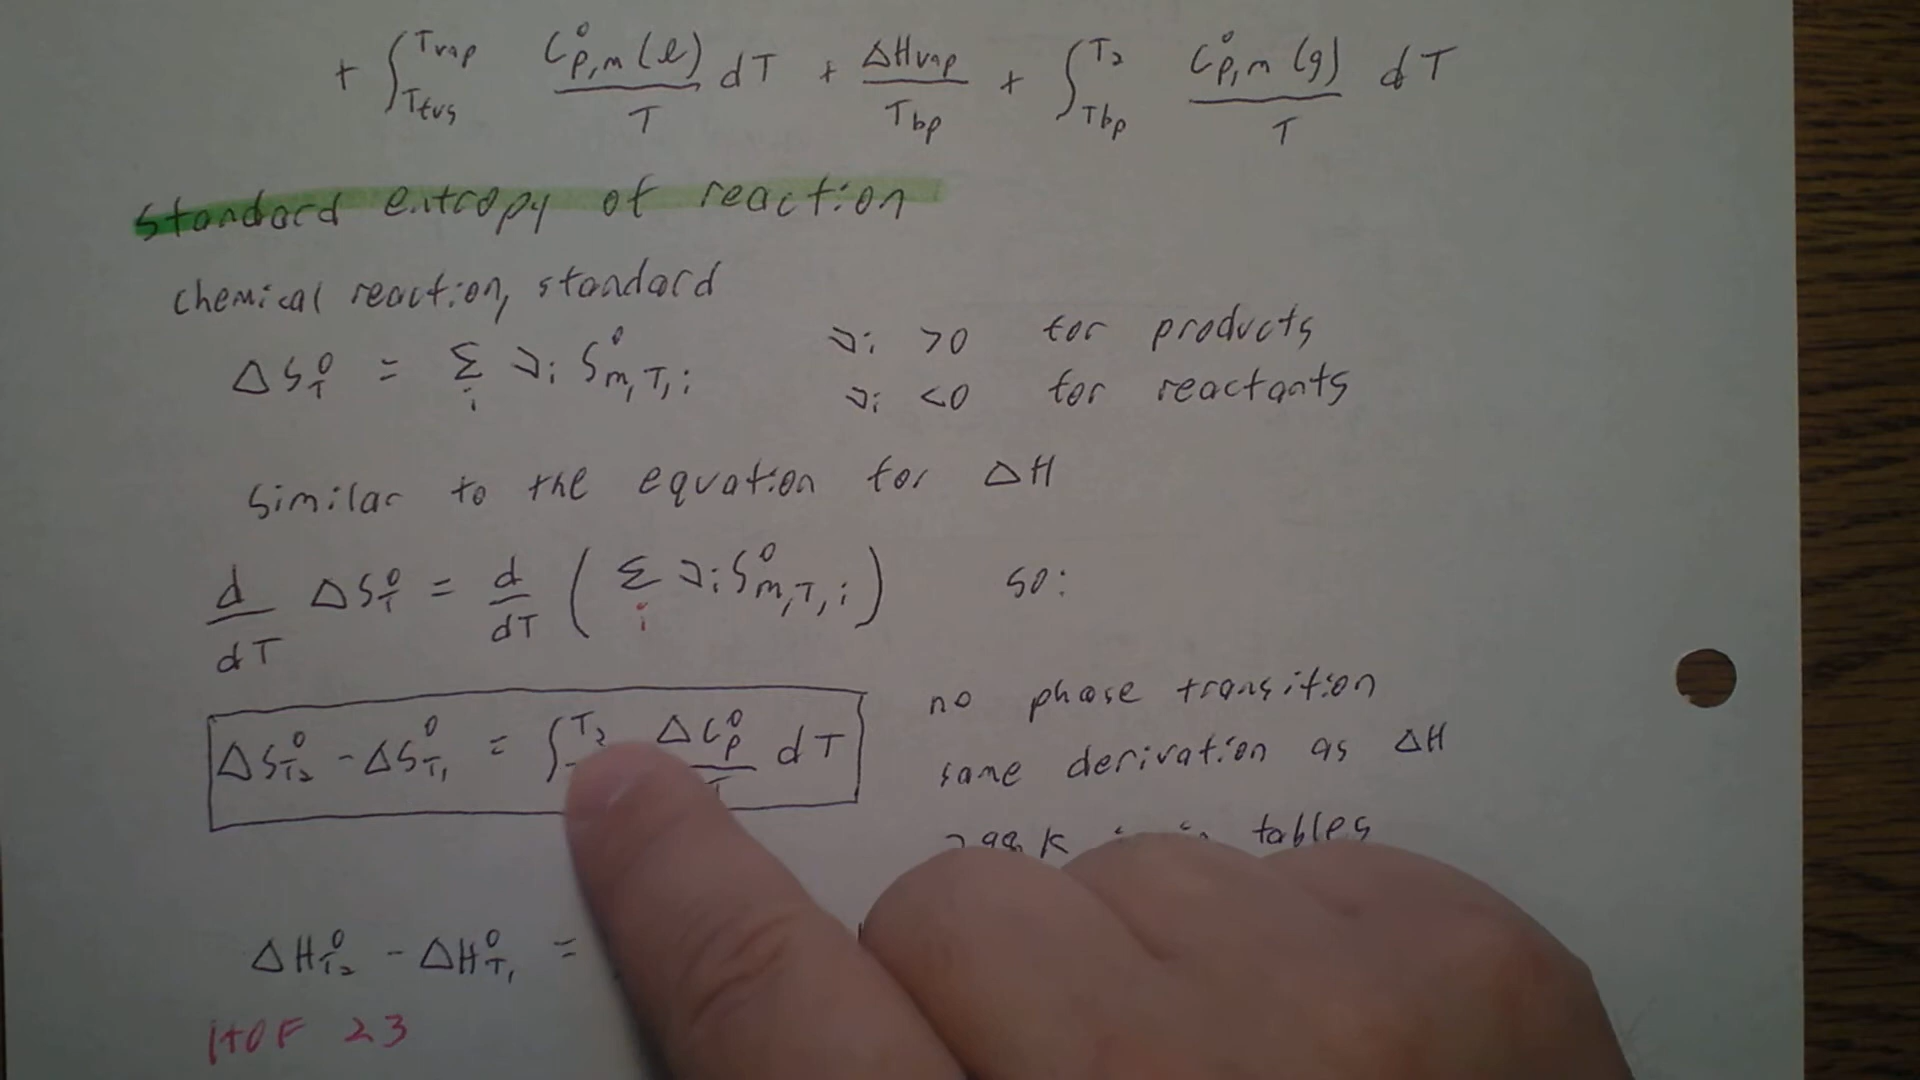 + ∫_{Tfus}^{Tvap} C°p,m(l)/T dT + ΔHvap/Tbp + ∫_{Tbp}^{T2} C°p,m(g)/T dT
standard entropy of reaction
chemical reaction, standard
ΔS°T = Σi νi S°m,T,i
νi >0 for products
νi <0 for reactants
similar to the equation for ΔH
d/dT ΔS°T = d/dT ( Σi νi S°m,T,i ) so:
ΔS°T2 - ΔS°T1 = ∫^{T2} ΔC°p/T dT
no phase transition
same derivation as ΔH
298 K tables
ΔH°T2 - ΔH°T1 =
HOF 23